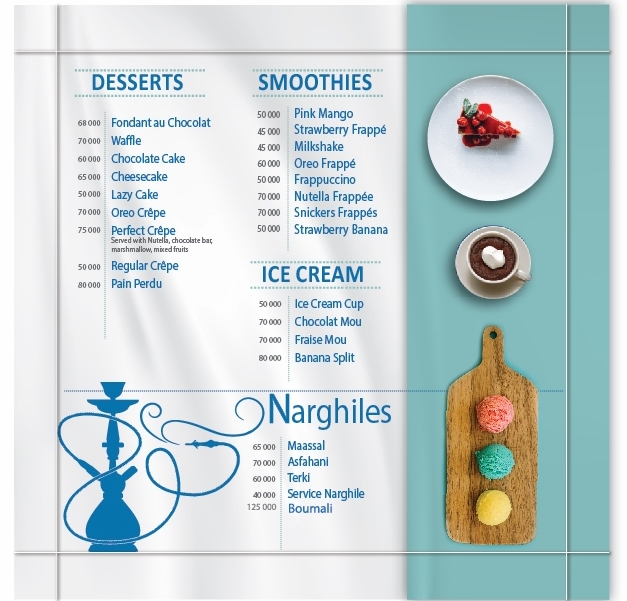 DESSERTS
68 000 Fondant au Chocolat
70 000 Waffle
60 000 Chocolate Cake
65 000 Cheesecake
50 000 Lazy Cake
70 000 Oreo Crêpe
75 000 Perfect Crêpe
Served with Nutella, chocolate bar,
marshmallow, mixed fruits
50 000 Regular Crêpe
80 000 Pain Perdu
SMOOTHIES
50 000 Pink Mango
45 000 Strawberry Frappé
45 000 Milkshake
60 000 Oreo Frappé
50 000 Frappuccino
70 000 Nutella Frappée
70 000 Snickers Frappés
50 000 Strawberry Banana
ICE CREAM
50 000 Ice Cream Cup
70 000 Chocolat Mou
70 000 Fraise Mou
80 000 Banana Split
Narghiles
65 000 Maassal
70 000 Asfahani
60 000 Terki
40 000 Service Narghile
125 000 Boumali